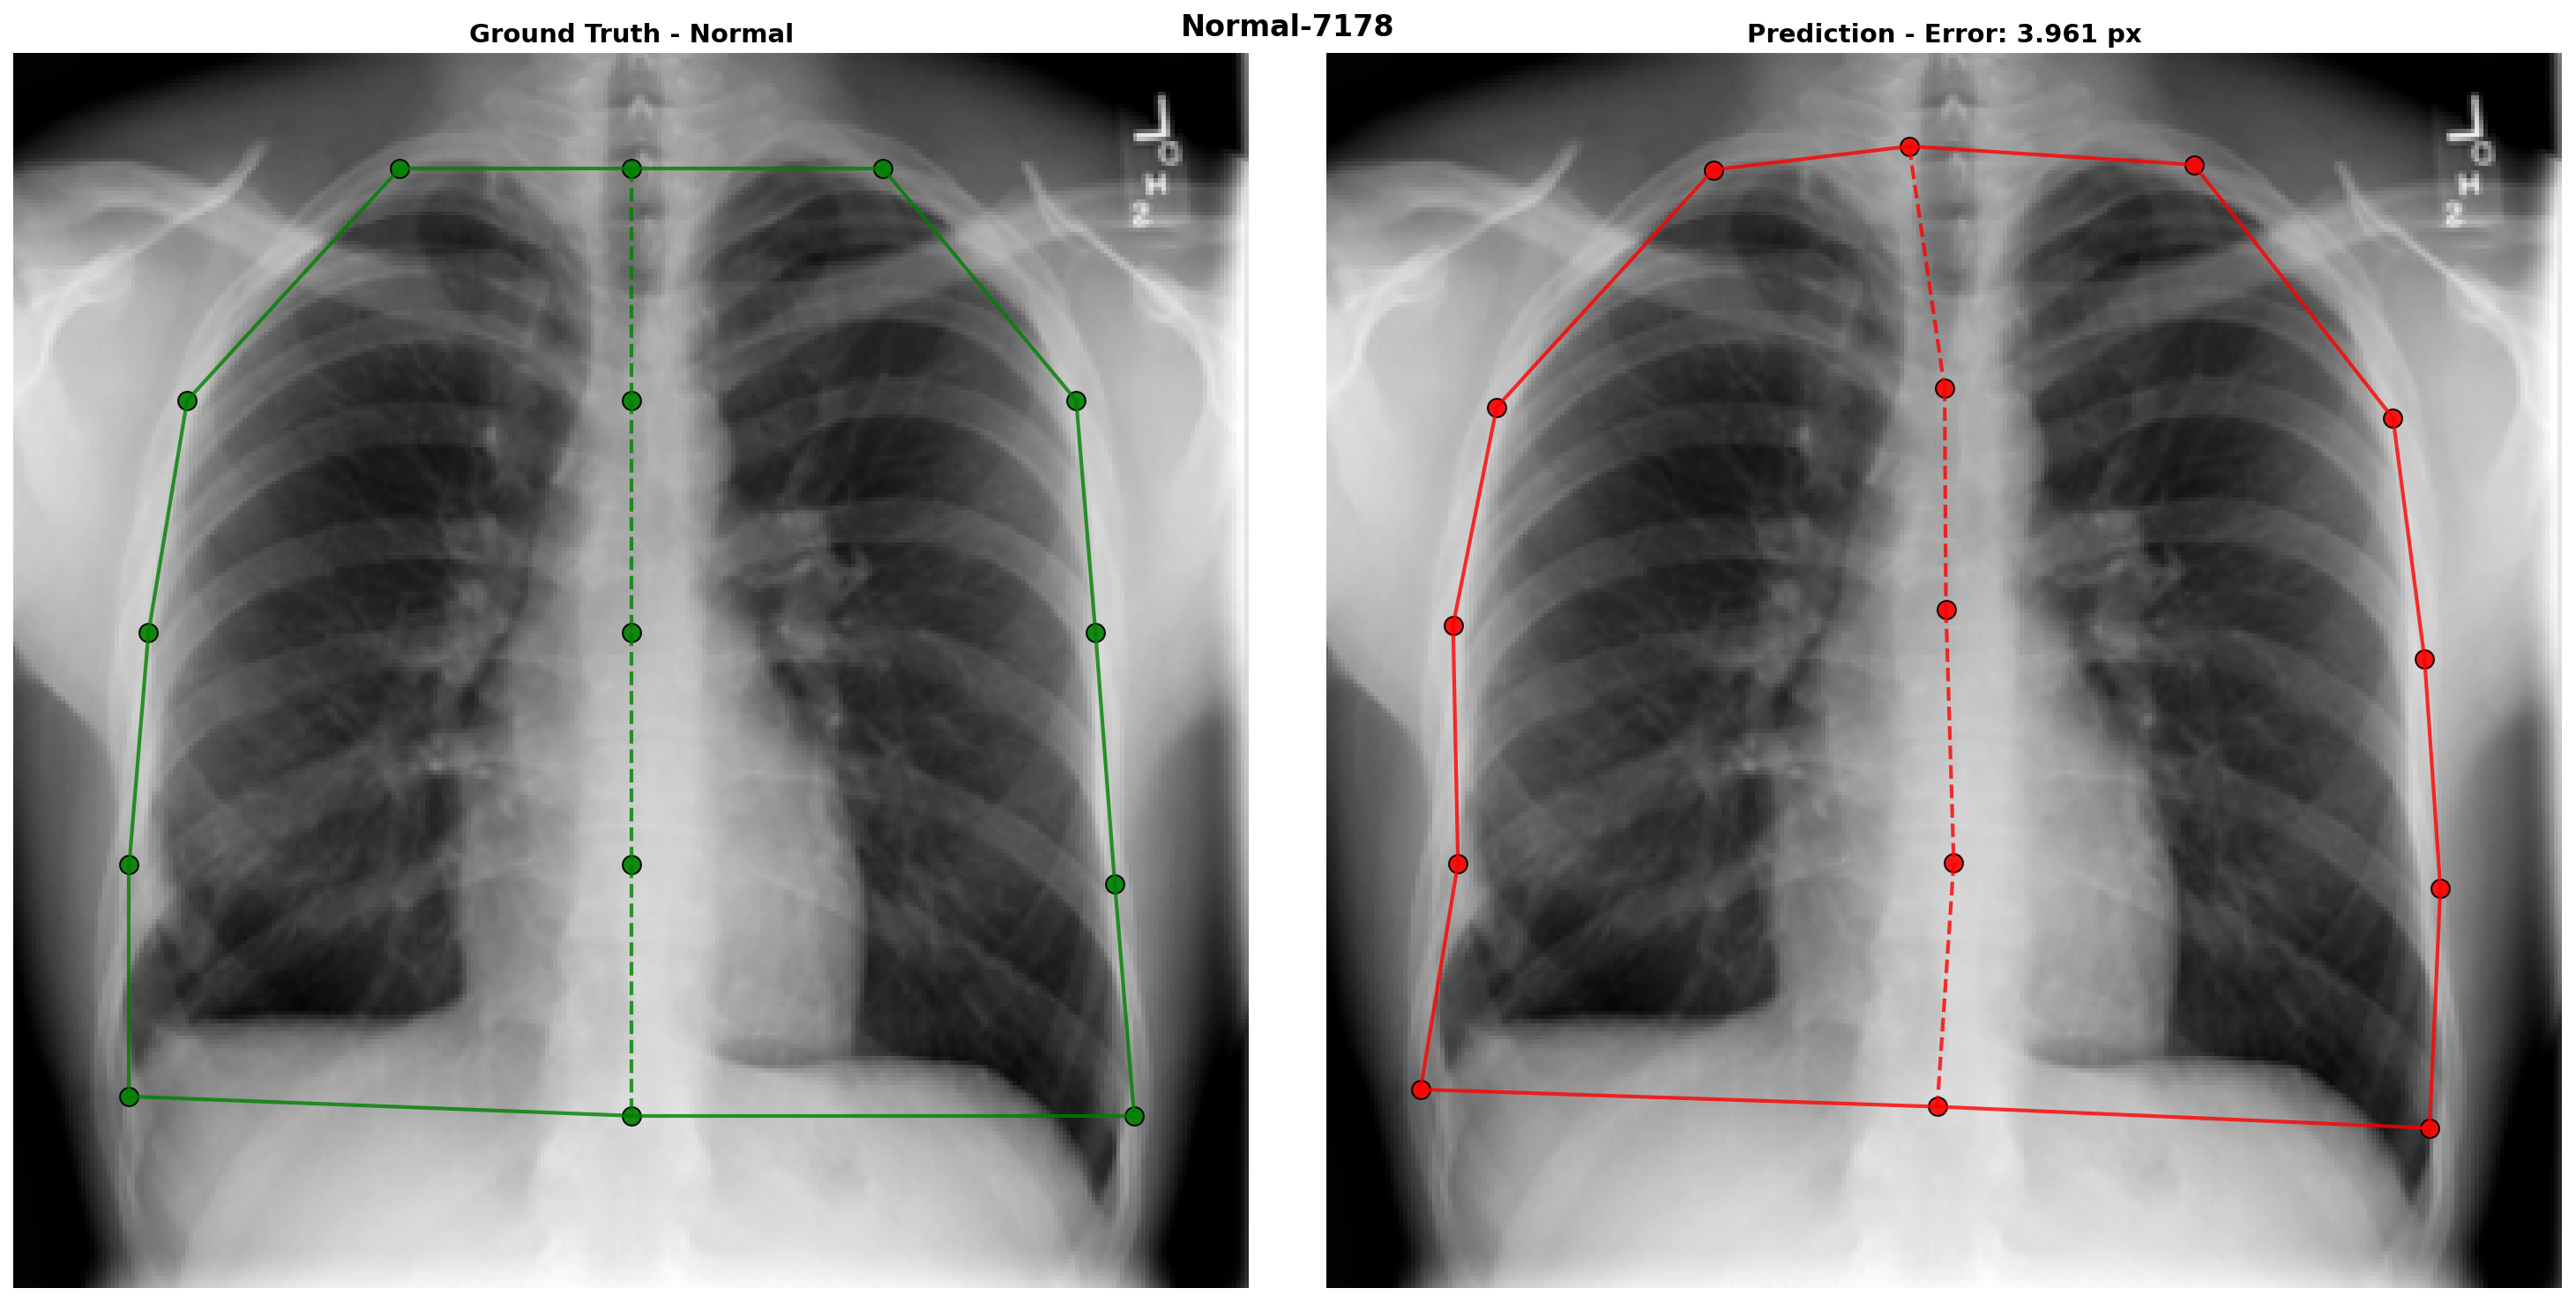 Normal-7178
Ground Truth - Normal
Prediction - Error: 3.961 px
L
L